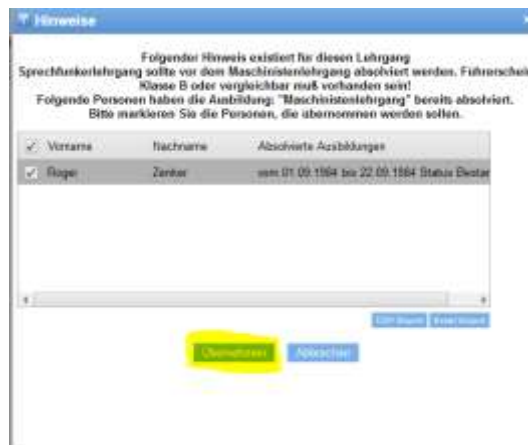 Hinweise
Folgender Hinweis existiert für diesen Lehrgang
Sprechfunkerlehrgang sollte vor dem Maschinistenlehrgang absolviert werden. Führerschein
Klasse B oder vergleichbar muß vorhanden sein!
Folgende Personen haben die Ausbildung: "Maschinistenlehrgang" bereits absolviert.
Bitte markieren Sie die Personen, die übernommen werden sollen.
Vorname Nachname Absolvierte Ausbildungen
Roger Zenker vom 01.09.1984 bis 22.09.1984 Status Bestan
Übernehmen Abbrechen